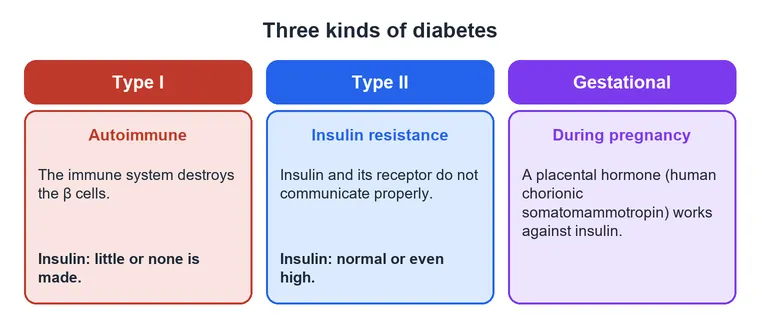 Three kinds of diabetes
Type I
Autoimmune
The immune system destroys
the β cells.
Insulin: little or none is
made.
Type II
Insulin resistance
Insulin and its receptor do not
communicate properly.
Insulin: normal or even
high.
Gestational
During pregnancy
A placental hormone (human
chorionic
somatomammotropin) works
against insulin.